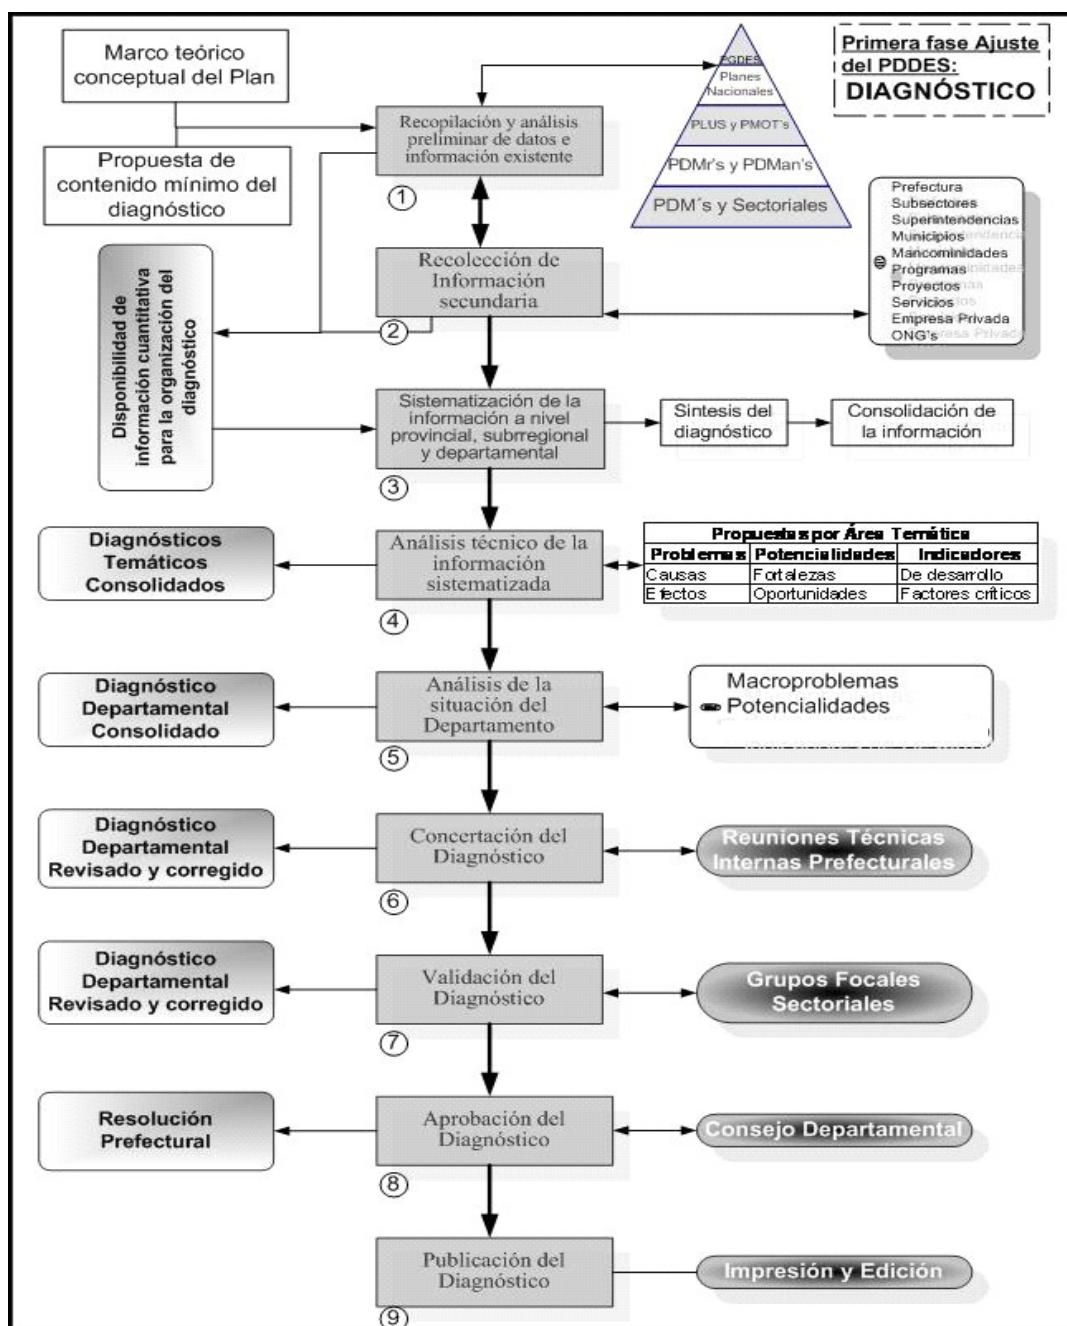 Marco teórico
conceptual del Plan
Propuesta de
contenido mínimo del
diagnóstico
Recopilación y análisis
preliminar de datos e
información existente
1
PGDES
Planes
Nacionales
PLUS y PMOT's
PDMr's y PDMan's
PDM´s y Sectoriales
Primera fase Ajuste
del PDDES:
DIAGNÓSTICO
Disponibilidad de
información cuantitativa
para la organización del
diagnóstico
Recolección de
Información
secundaria
2
Prefectura
Subsectores
Superintendencias
Municipios
Mancominidades
Programas
Proyectos
Servicios
Empresa Privada
ONG's
Sistematización de la
información a nivel
provincial, subrregional
y departamental
3
Sintesis del
diagnóstico
Consolidación de
la información
Diagnósticos
Temáticos
Consolidados
Análisis técnico de la
información
sistematizada
4
Propuestas por Área Temática
Problemas Potencialidades Indicadores
Causas Fortalezas De desarrollo
Efectos Oportunidades Factores críticos
Diagnóstico
Departamental
Consolidado
Análisis de la
situación del
Departamento
5
Macroproblemas
Potencialidades
Diagnóstico
Departamental
Revisado y corregido
Concertación del
Diagnóstico
6
Reuniones Técnicas
Internas Prefecturales
Diagnóstico
Departamental
Revisado y corregido
Validación del
Diagnóstico
7
Grupos Focales
Sectoriales
Resolución
Prefectural
Aprobación del
Diagnóstico
8
Consejo Departamental
Publicación del
Diagnóstico
9
Impresión y Edición